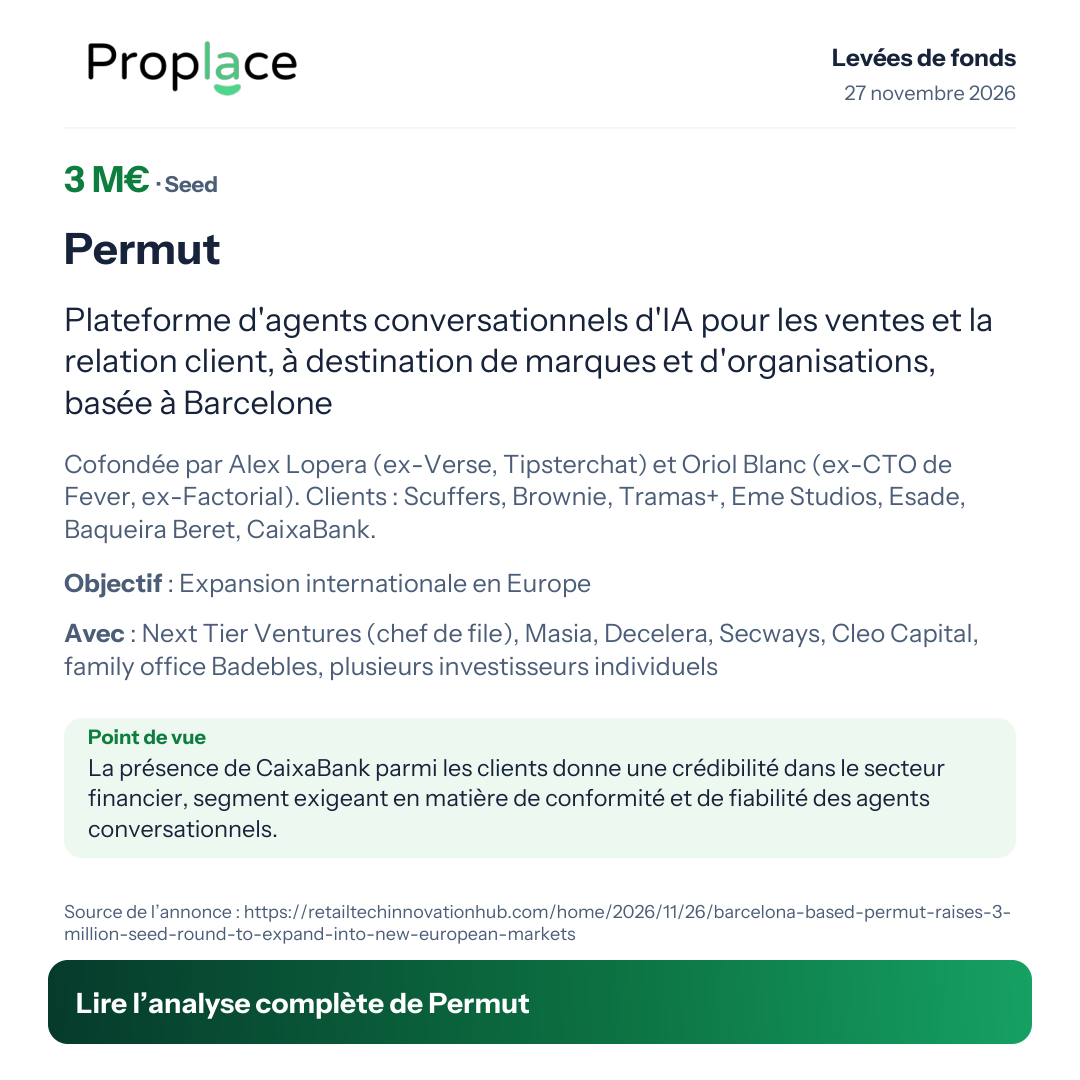 Proplace
Levées de fonds
27 novembre 2026
3 M€ · Seed
Permut
Plateforme d'agents conversationnels d'IA pour les ventes et la
relation client, à destination de marques et d'organisations,
basée à Barcelone
Cofondée par Alex Lopera (ex-Verse, Tipsterchat) et Oriol Blanc (ex-CTO de
Fever, ex-Factorial). Clients : Scuffers, Brownie, Tramas+, Eme Studios, Esade,
Baqueira Beret, CaixaBank.
Objectif : Expansion internationale en Europe
Avec : Next Tier Ventures (chef de file), Masia, Decelera, Secways, Cleo Capital,
family office Badebles, plusieurs investisseurs individuels
Point de vue
La présence de CaixaBank parmi les clients donne une crédibilité dans le secteur
financier, segment exigeant en matière de conformité et de fiabilité des agents
conversationnels.
Source de l’annonce : https://retailtechinnovationhub.com/home/2026/11/26/barcelona-based-permut-raises-3-
million-seed-round-to-expand-into-new-european-markets
Lire l’analyse complète de Permut